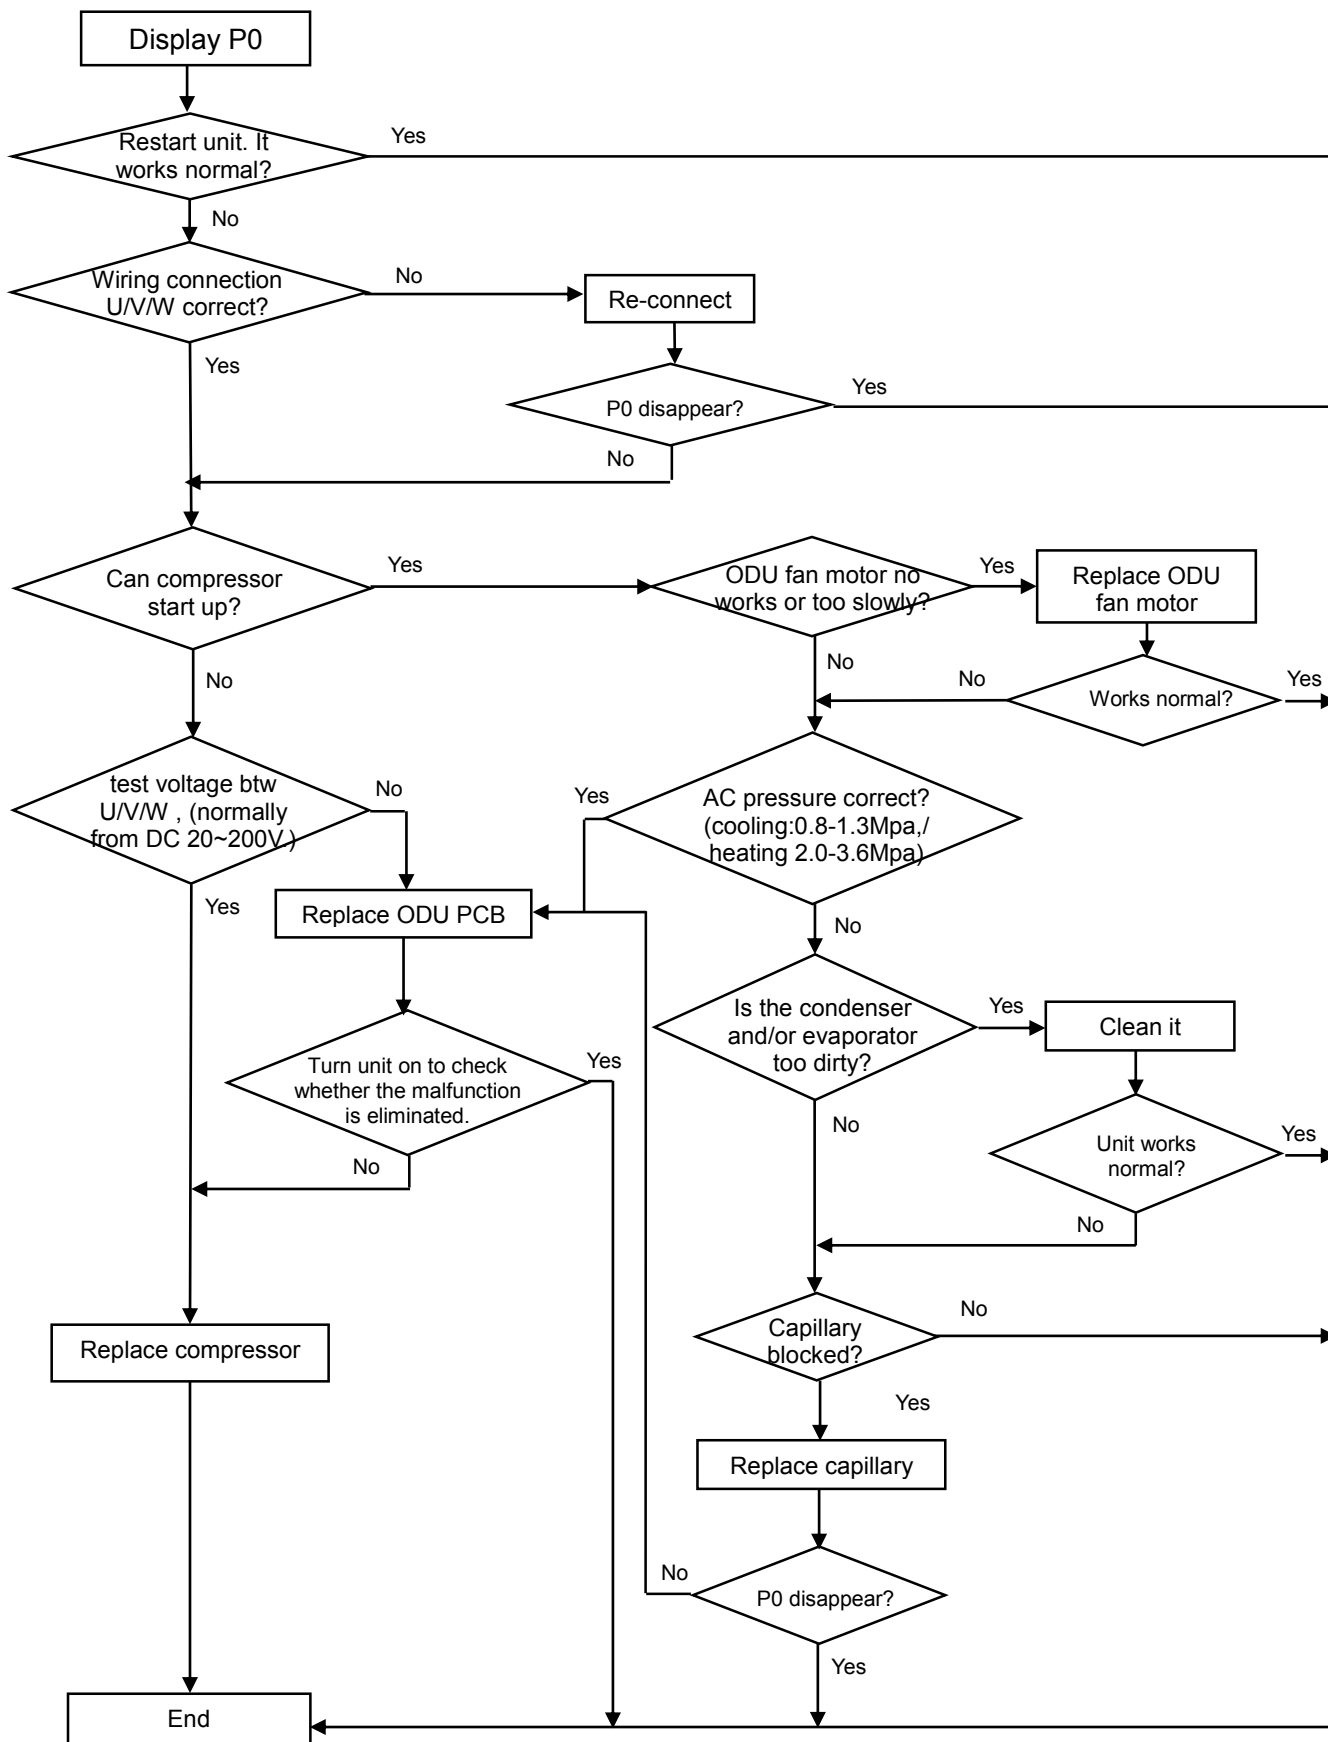 Display P0
Restart unit. It
works normal?
Yes
No
Wiring connection
U/V/W correct?
No
Re-connect
Yes
P0 disappear?
Yes
No
Can compressor
start up?
Yes
ODU fan motor no
works or too slowly?
Yes
Replace ODU
fan motor
No
No
No
Works normal?
Yes
test voltage btw
U/V/W , (normally
from DC 20~200V.)
No
Yes
AC pressure correct?
(cooling:0.8-1.3Mpa,/
heating 2.0-3.6Mpa)
Yes
Replace ODU PCB
No
Is the condenser
and/or evaporator
too dirty?
Yes
Clean it
Turn unit on to check
whether the malfunction
is eliminated.
Yes
No
No
Unit works
normal?
Yes
No
Capillary
blocked?
No
Replace compressor
Yes
Replace capillary
No
P0 disappear?
Yes
End